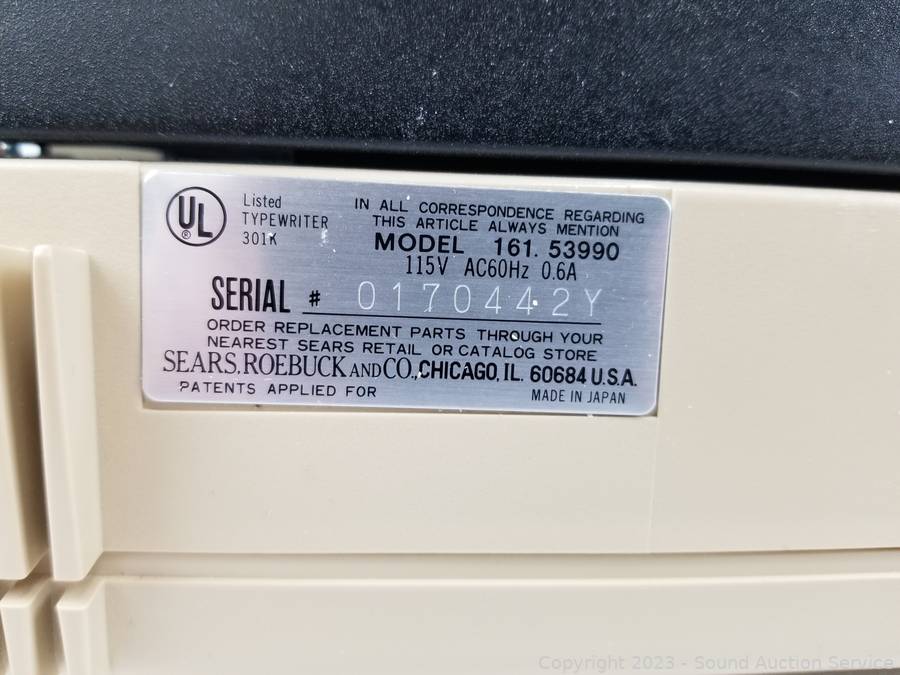 UL
®
Listed
TYPEWRITER
301K
IN ALL CORRESPONDENCE REGARDING
THIS ARTICLE ALWAYS MENTION
MODEL 161. 53990
115V AC60Hz 0.6A
SERIAL # 0170442Y
ORDER REPLACEMENT PARTS THROUGH YOUR
NEAREST SEARS RETAIL OR CATALOG STORE
SEARS, ROEBUCK AND CO., CHICAGO, IL. 60684 U.S.A.
PATENTS APPLIED FOR
MADE IN JAPAN
Copyright 2023 - Sound Auction Service